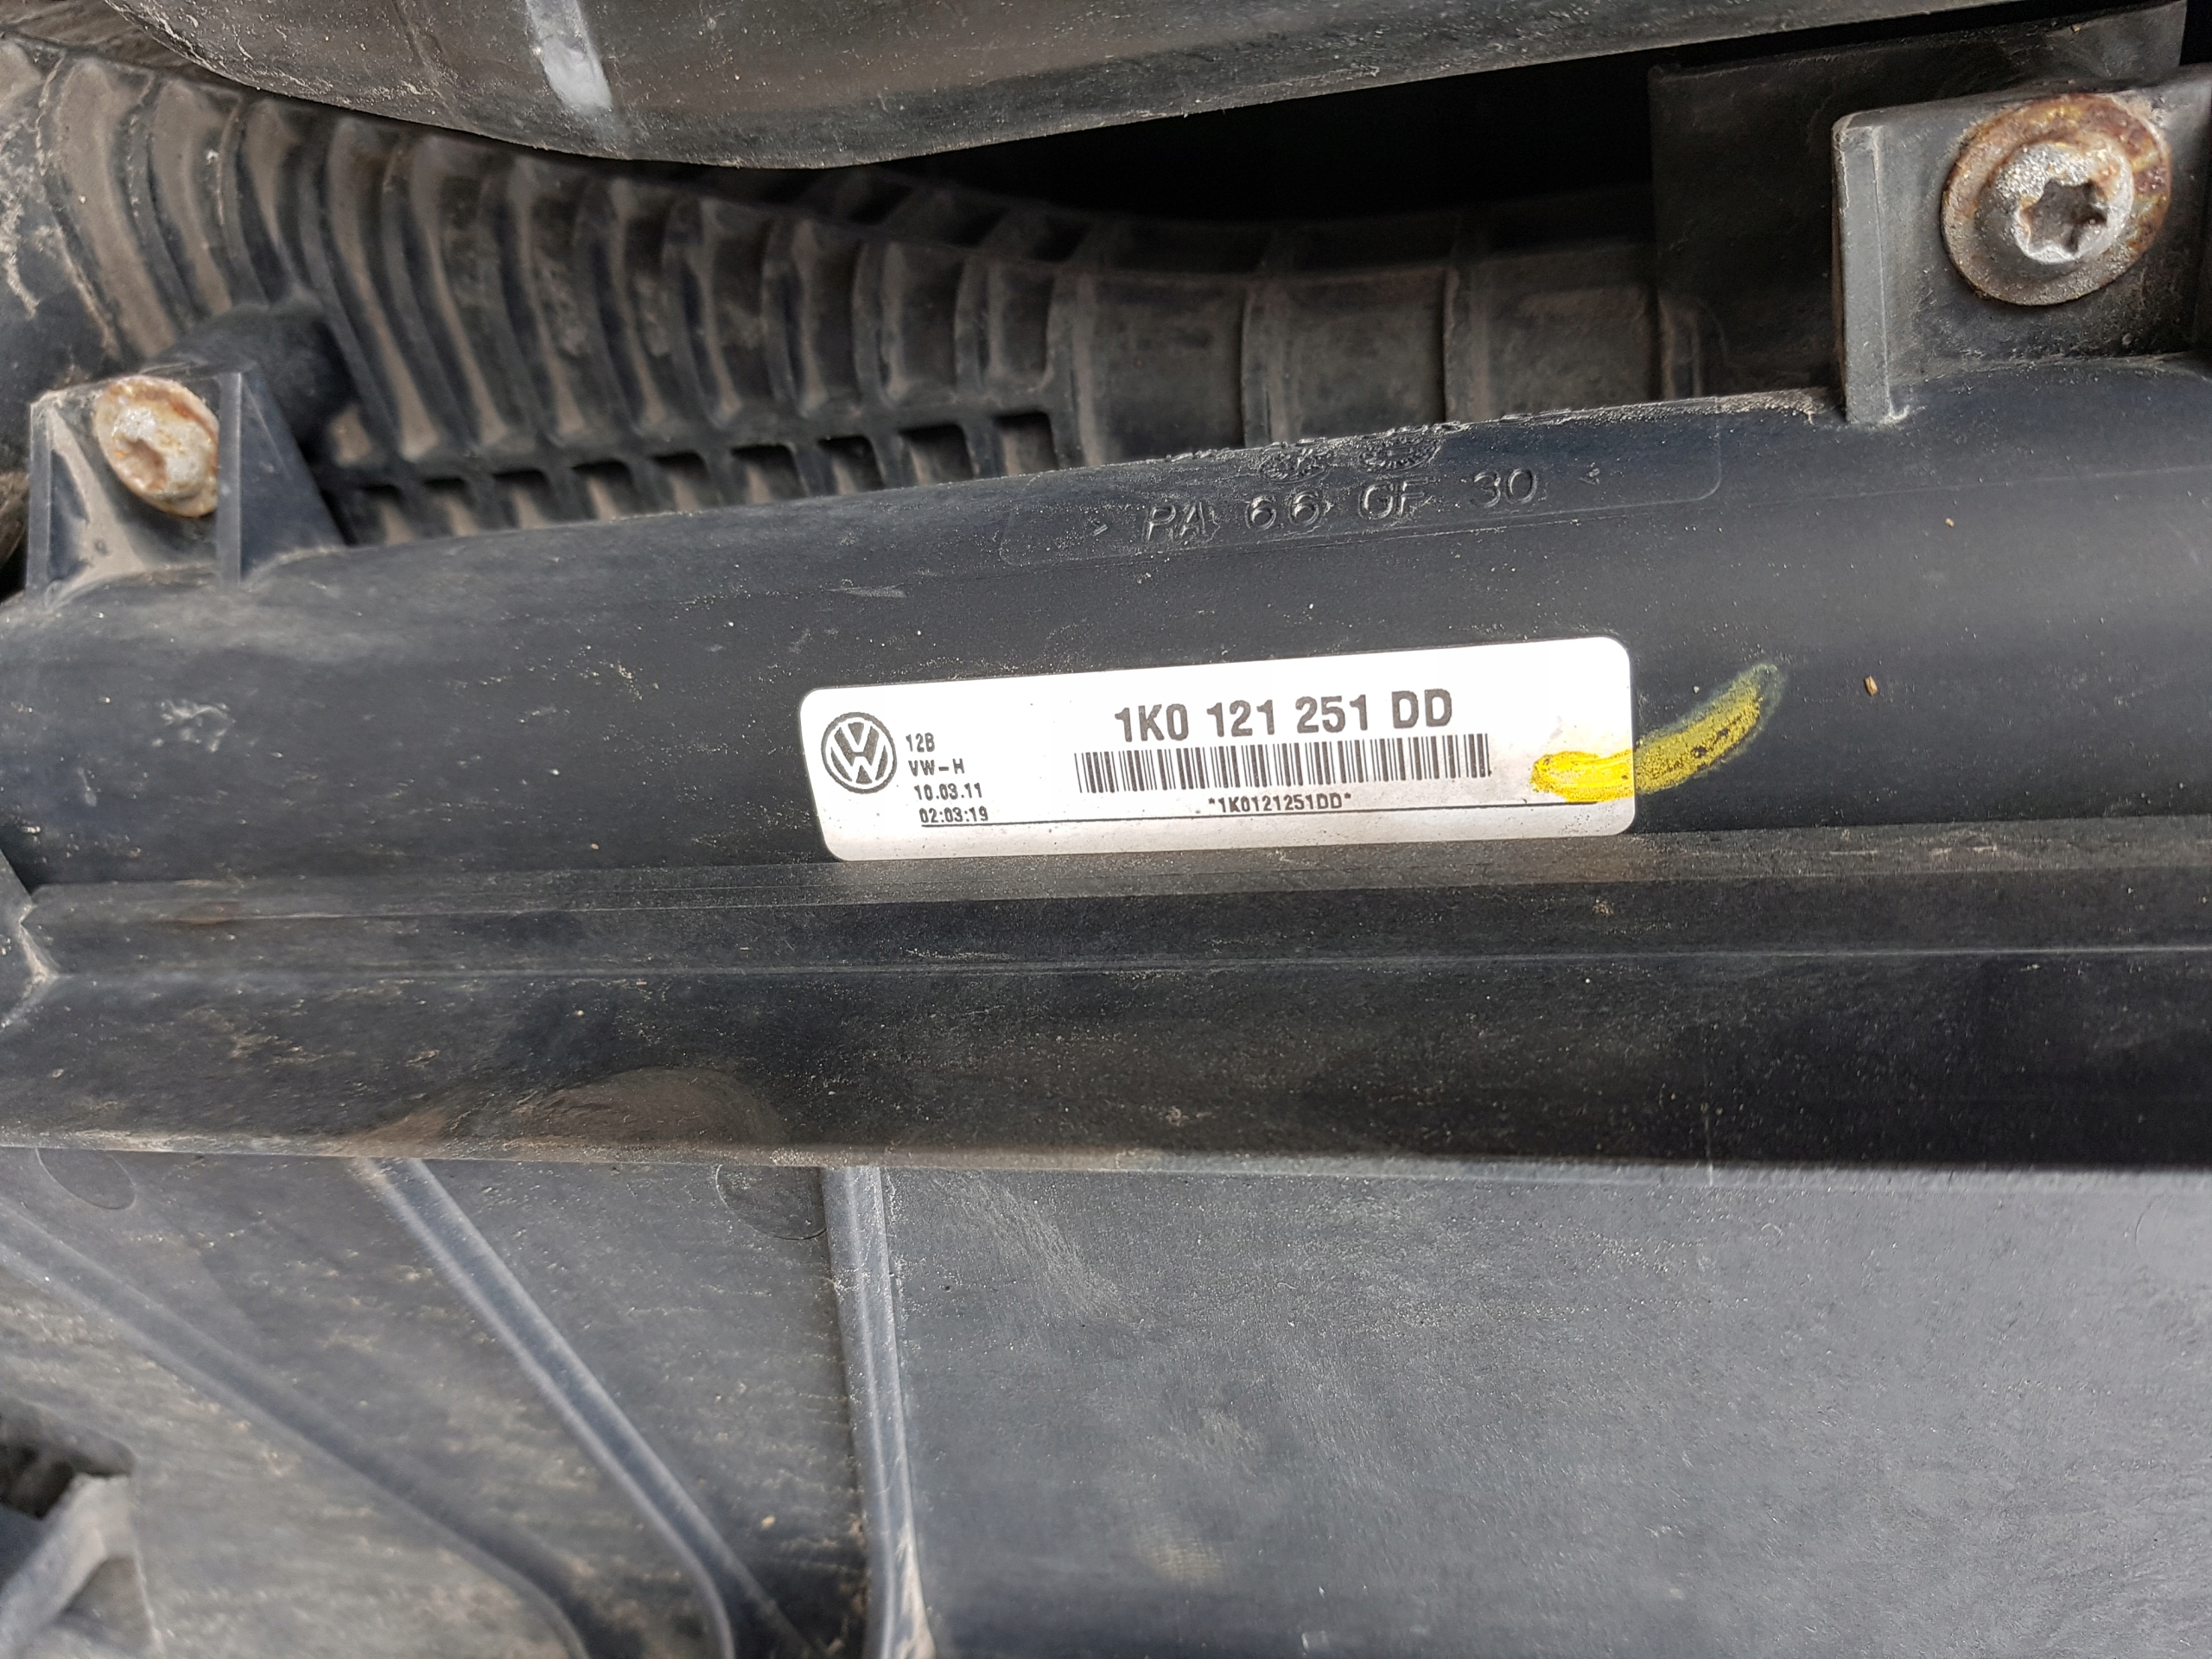 > PA 66 GF 30 <
1K0 121 251 DD
12B
VW-H
10.03.11
02:03:19
*1K0121251DD*